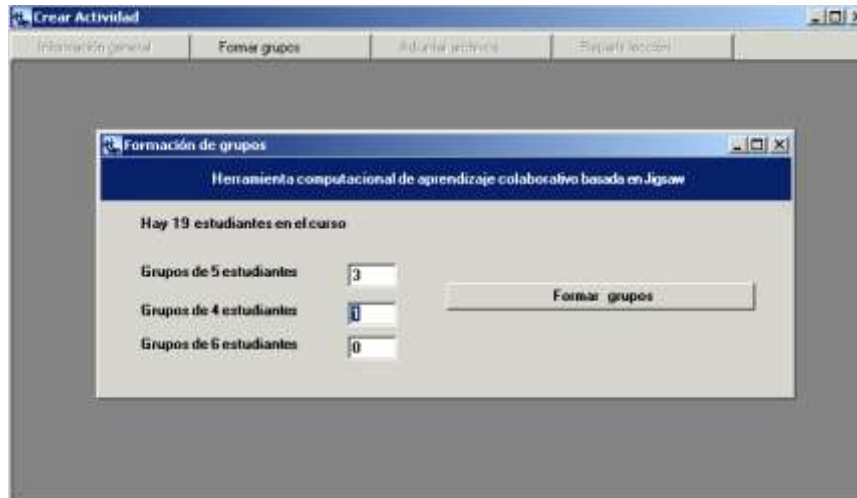 Crear Actividad
Información general Formar grupos Adjuntar archivos Repartir lección
Formación de grupos
Herramienta computacional de aprendizaje colaborativo basada en Jigsaw
Hay 19 estudiantes en el curso
Grupos de 5 estudiantes 3
Formar grupos
Grupos de 4 estudiantes 1
Grupos de 6 estudiantes 0